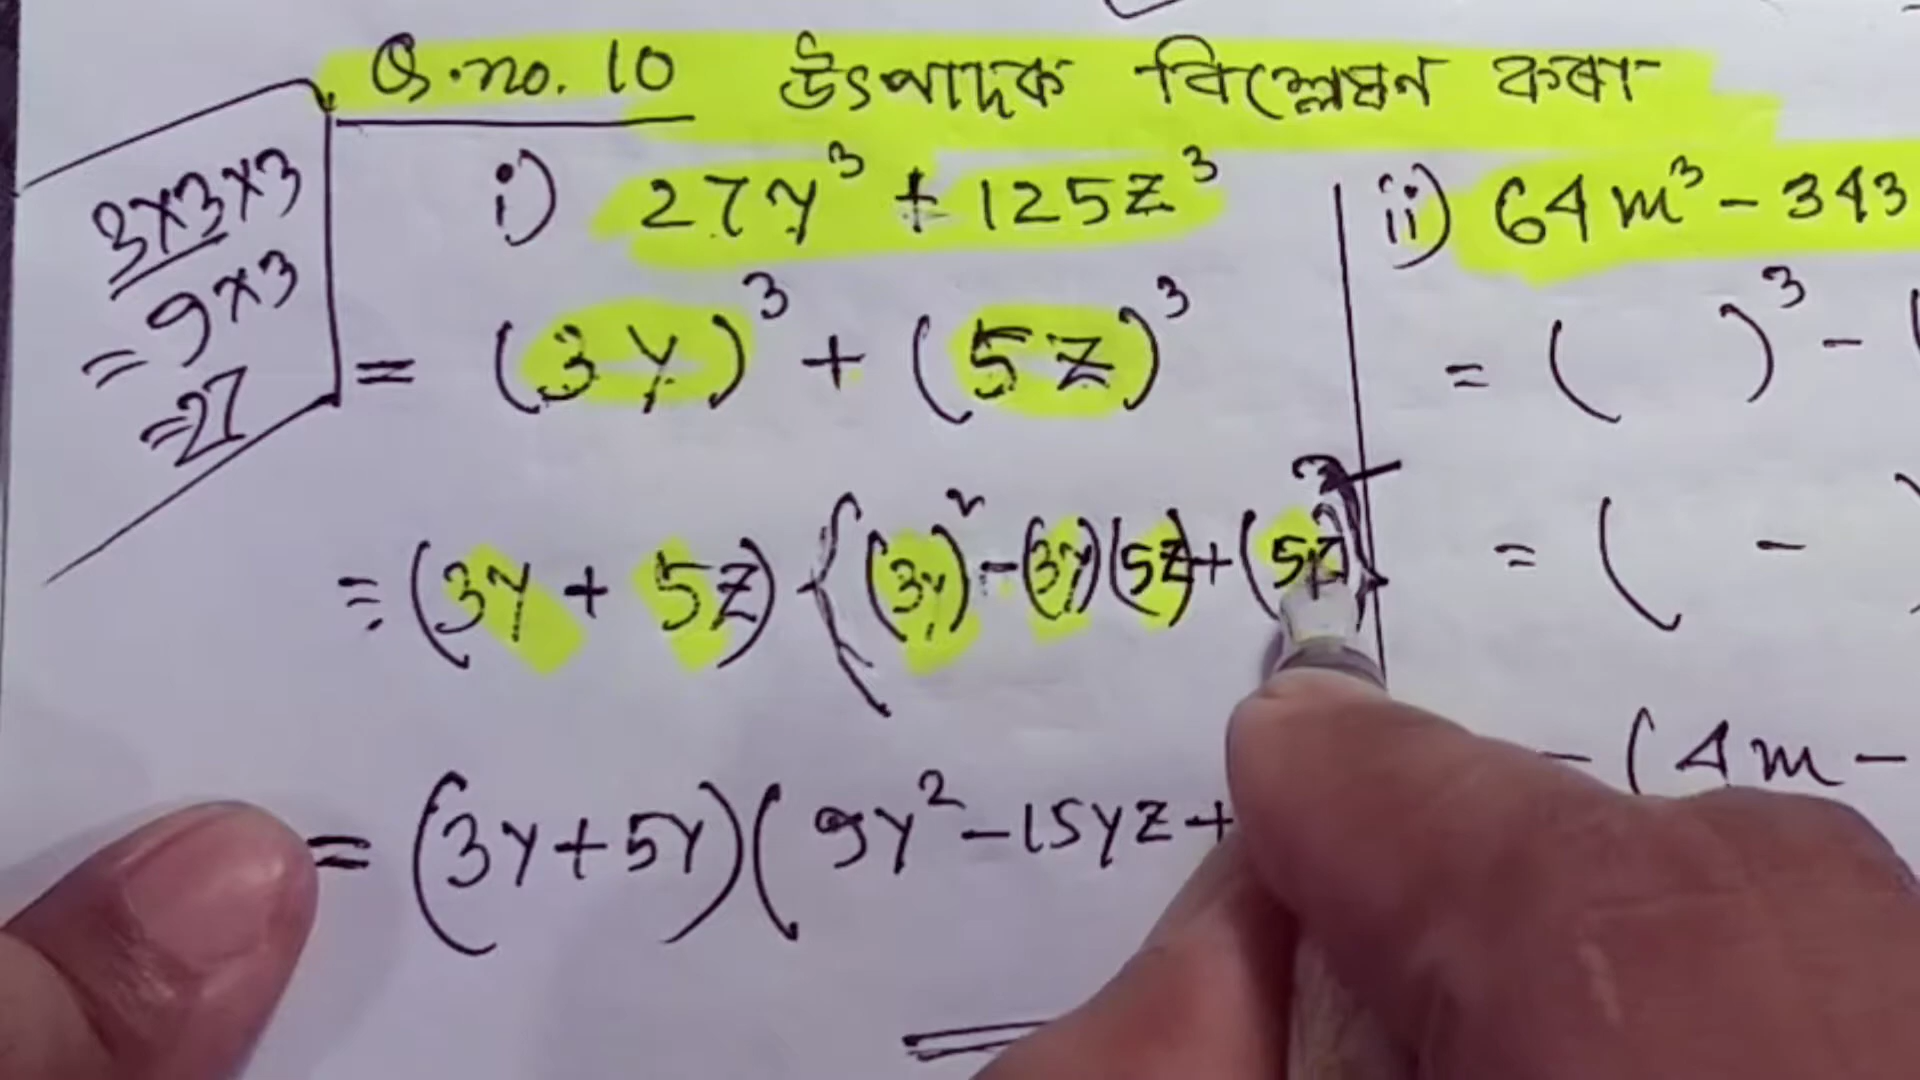 Q.no. 10 উৎপাদক বিশ্লেষণ কৰা
3×3×3
= 9×3
=27
i) 27y³ + 125z³
= (3y)³ + (5z)³
= (3y + 5z) {(3y)² - (3y)(5z) + (5z)²}
= (3y+5y)(9y² - 15yz +
ii) 64m³ - 343
= ( )³ -
= ( -
(4m -